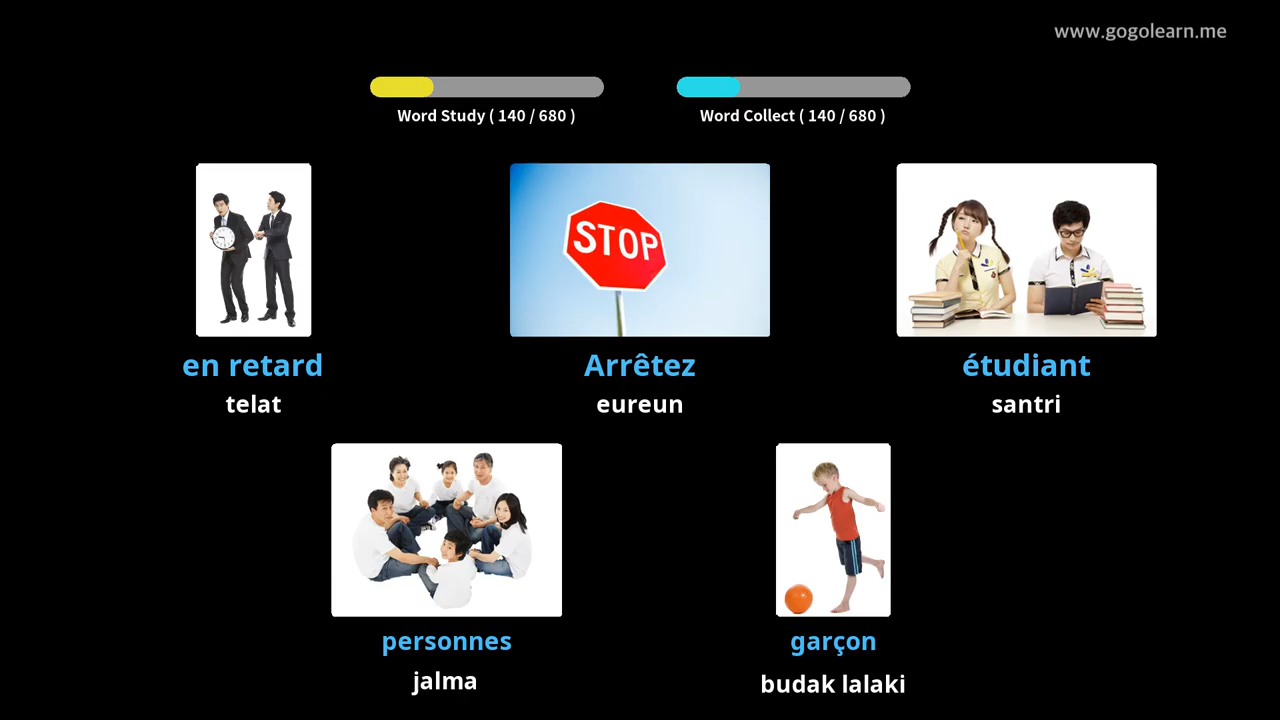 www.gogolearn.me
Word Study ( 140 / 680 )
Word Collect ( 140 / 680 )
STOP
en retard
telat
Arrêtez
eureun
étudiant
santri
personnes
jalma
garçon
budak lalaki